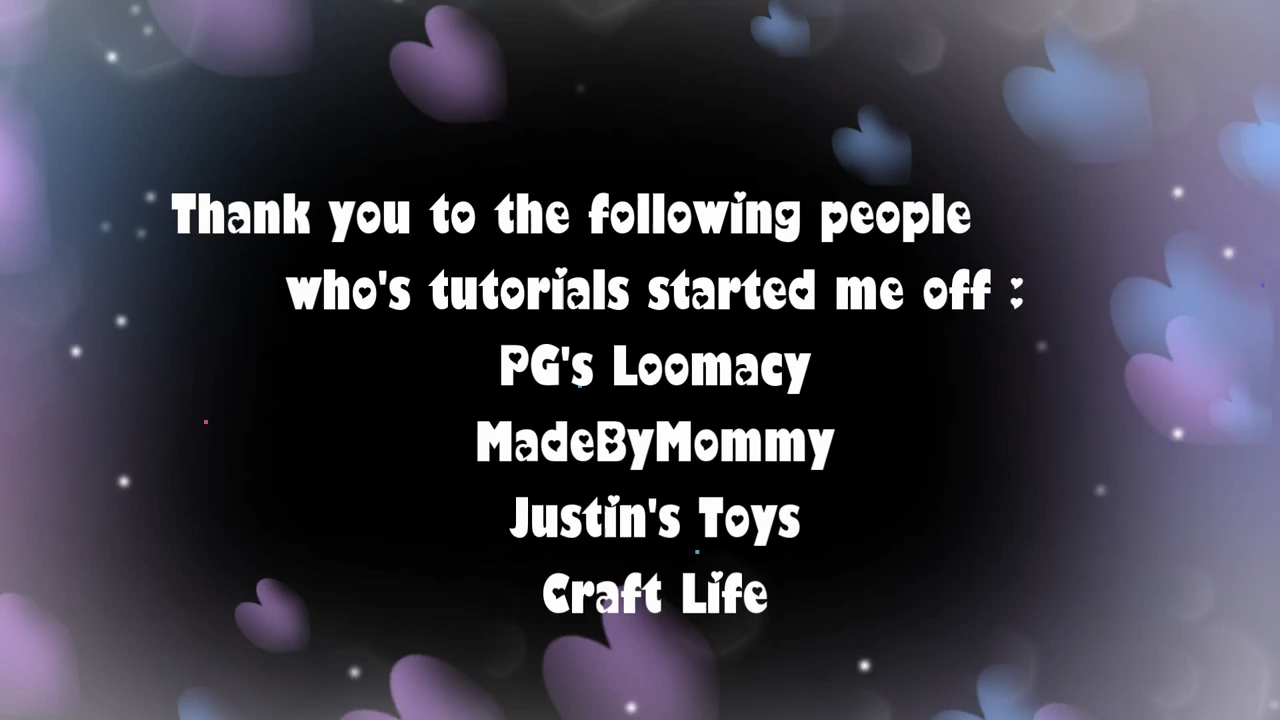 Thank you to the following people
who's tutorials started me off :
PG's Loomacy
MadeByMommy
Justin's Toys
Craft Life